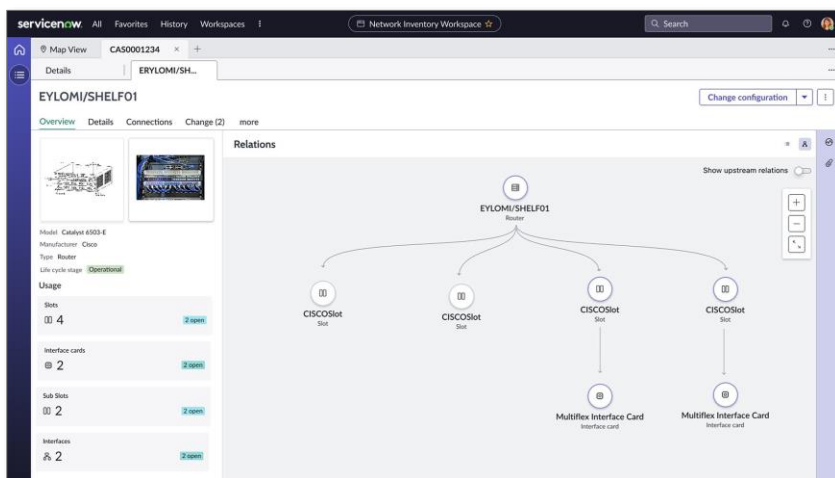 servicenow. All Favorites History Workspaces
Network Inventory Workspace
Search
Map View CAS0001234
Details ERYLOMI/SH...
EYLOMI/SHELF01
Change configuration
Overview Details Connections Change (2) more
Relations
Show upstream relations
Model Catalyst 6503-E
Manufacturer Cisco
Type Router
Life cycle stage Operational
Usage
Slots
4 2 open
Interface cards
2 2 open
Sub Slots
2 2 open
Interfaces
2 2 open
EYLOMI/SHELF01
Router
CISCOSlot
Slot
CISCOSlot
Slot
CISCOSlot
Slot
CISCOSlot
Slot
Multiflex Interface Card
Interface card
Multiflex Interface Card
Interface card